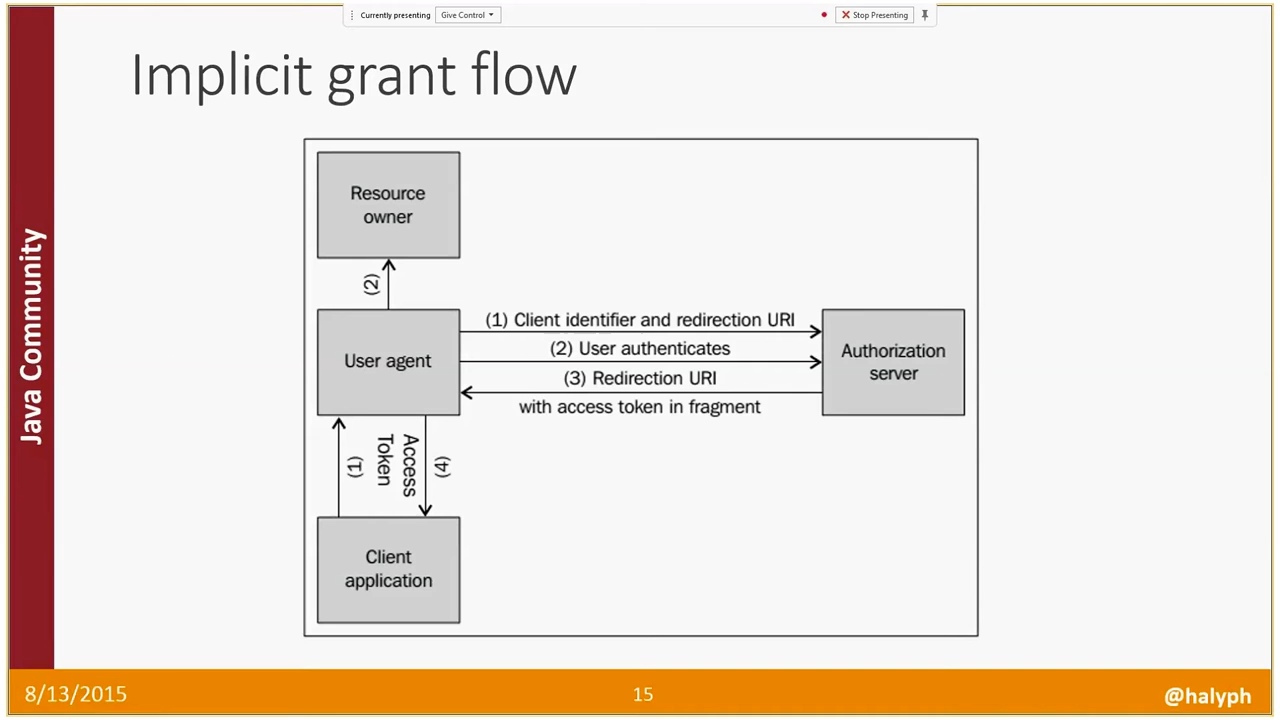 Currently presenting
Give Control
Stop Presenting
Implicit grant flow
Java Community
Resource
owner
(2)
User agent
(1) Client identifier and redirection URI
(2) User authenticates
(3) Redirection URI
with access token in fragment
Authorization
server
(1)
Access
Token
(4)
Client
application
8/13/2015
15
@halyph